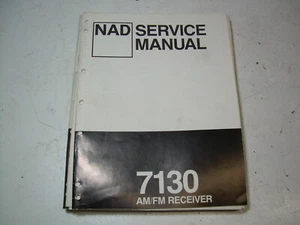 NAD SERVICE
MANUAL
7130
AM/FM RECEIVER